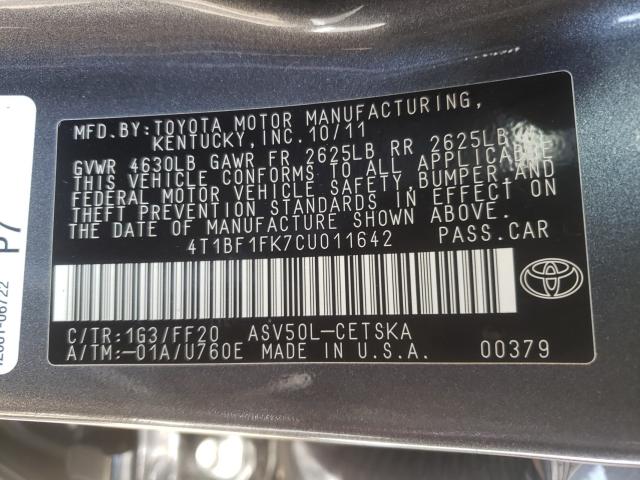 MFD.BY:TOYOTA MOTOR MANUFACTURING,
KENTUCKY, INC. 10/11
GVWR 4630LB GAWR FR 2625LB RR 2625LB
THIS VEHICLE CONFORMS TO ALL APPLICABLE
FEDERAL MOTOR VEHICLE SAFETY, BUMPER, AND
THEFT PREVENTION STANDARDS IN EFFECT ON
THE DATE OF MANUFACTURE SHOWN ABOVE.
4T1BF1FK7CU011642 PASS.CAR
C/TR:1G3/FF20 ASV50L-CETSKA
A/TM:-01A/U760E MADE IN U.S.A. 00379
P7